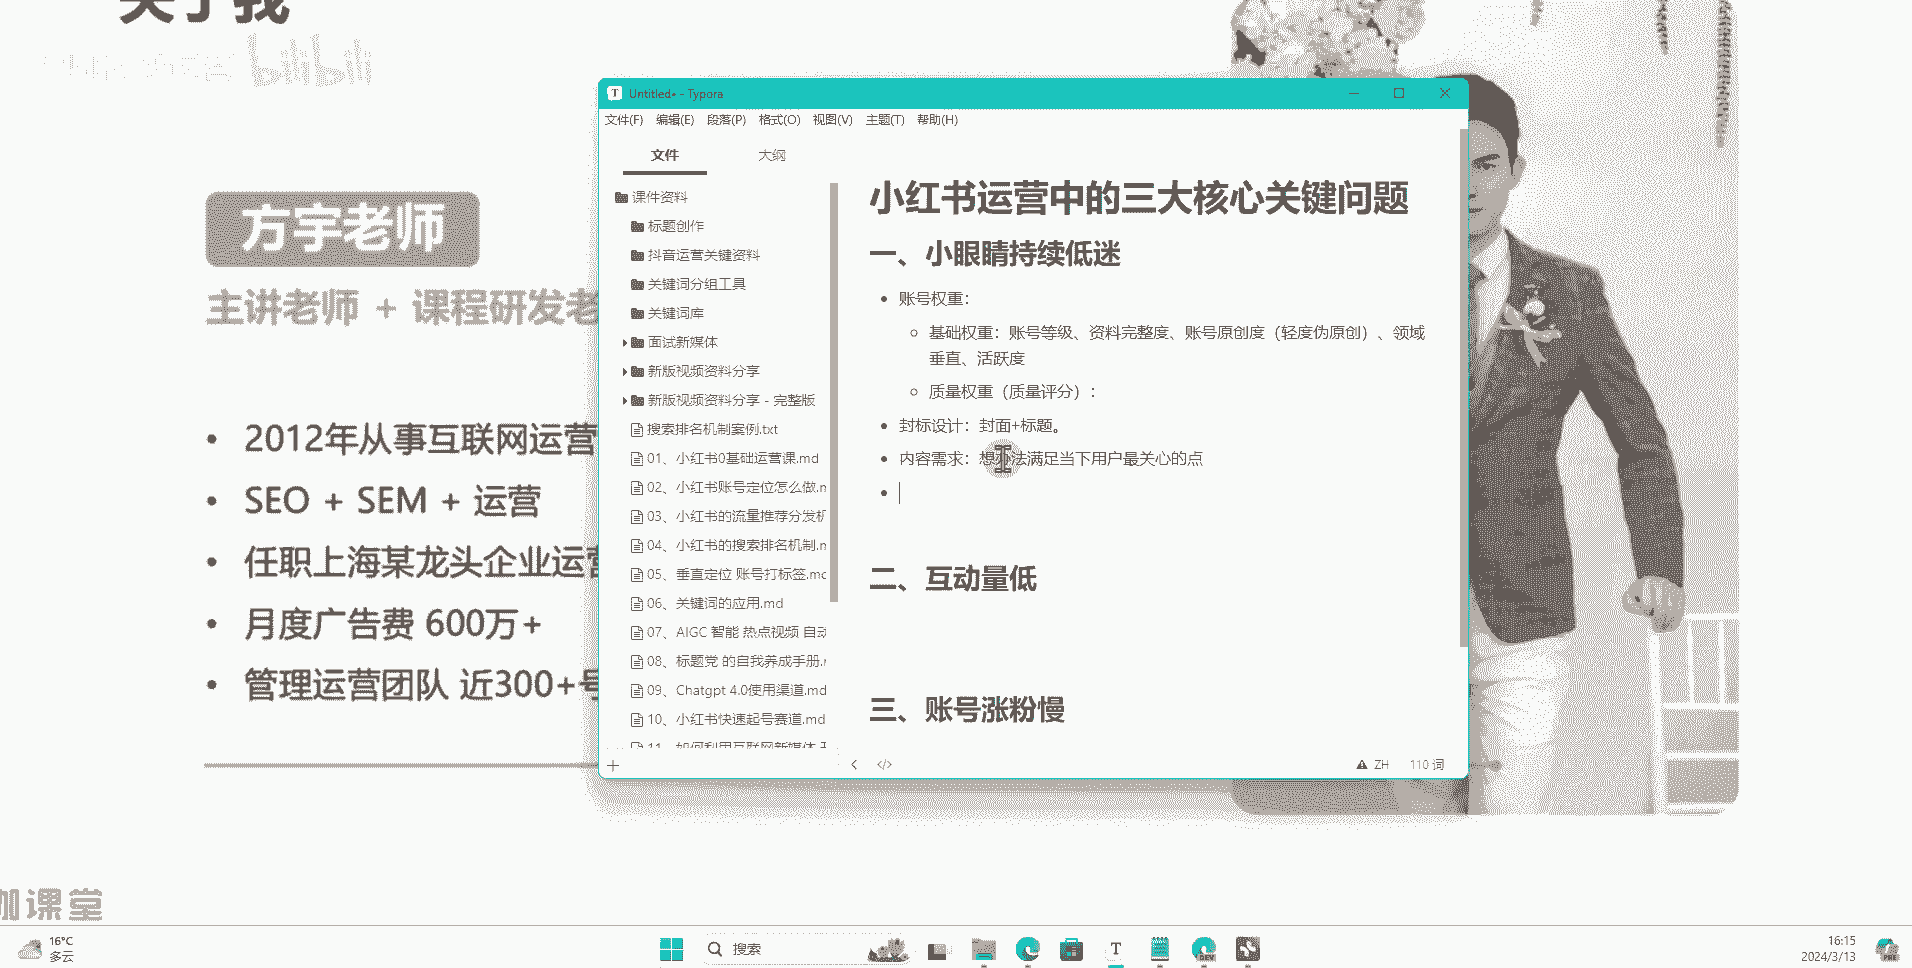 关于我
bilibili
方宇老师
主讲老师 + 课程研发老
• 2012年从事互联网运营
• SEO + SEM + 运营
• 任职上海某龙头企业运营
• 月度广告费 600万+
• 管理运营团队 近300+号
Untitled• - Typora
文件(F) 编辑(E) 段落(P) 格式(O) 视图(V) 主题(T) 帮助(H)
文件 大纲
课件资料
标题创作
抖音运营关键资料
关键词分组工具
关键词库
面试新媒体
新版视频资料分享
新版视频资料分享 - 完整版
搜索排名机制案例.txt
01、小红书0基础运营课.md
02、小红书账号定位怎么做.m
03、小红书的流量推荐分发机
04、小红书的搜索排名机制.m
05、垂直定位 账号打标签.mc
06、关键词的应用.md
07、AIGC 智能 热点视频 自动
08、标题党 的自我养成手册.r
09、Chatgpt 4.0使用渠道.md
10、小红书快速起号赛道.md
11、如何利用互联网新媒体
小红书运营中的三大核心关键问题
一、小眼睛持续低迷
• 账号权重：
基础权重：账号等级、资料完整度、账号原创度（轻度伪原创）、领域
垂直、活跃度
质量权重（质量评分）：
• 封标设计：封面+标题。
• 内容需求：想办法满足当下用户最关心的点
•
二、互动量低
三、账号涨粉慢
ZH 110 词
课堂
16°C
多云
搜索
T
DEV
16:15
2024/3/13
PRE